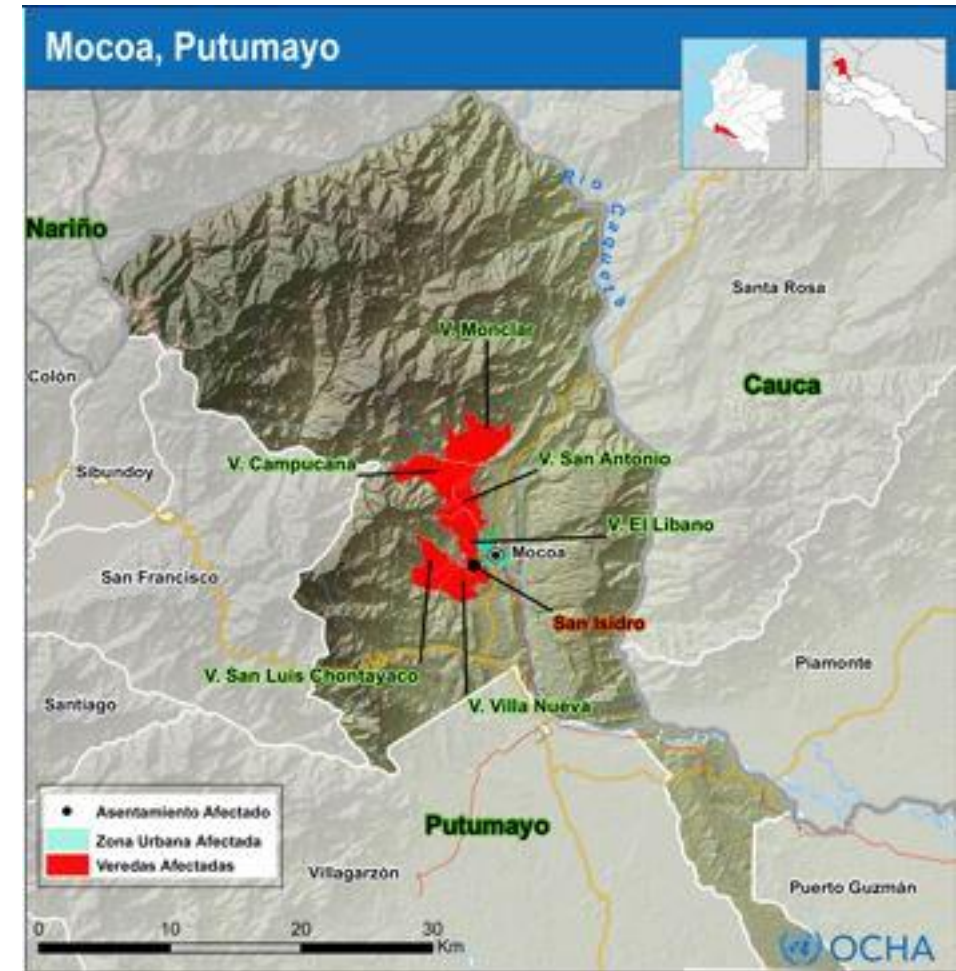 Mocoa, Putumayo
Río Caquetá
Nariño
Santa Rosa
V. Monclar
Colón
Cauca
V. Campucana
V. San Antonio
Sibundoy
V. El Libano
Mocoa
San Francisco
San Isidro
Piamonte
V. San Luis Chontayaco
Santiago
V. Villa Nueva
Asentamiento Afectado
Zona Urbana Afectada
Veredas Afectadas
Putumayo
Villagarzón
Puerto Guzmán
0 10 20 30
Km
OCHA